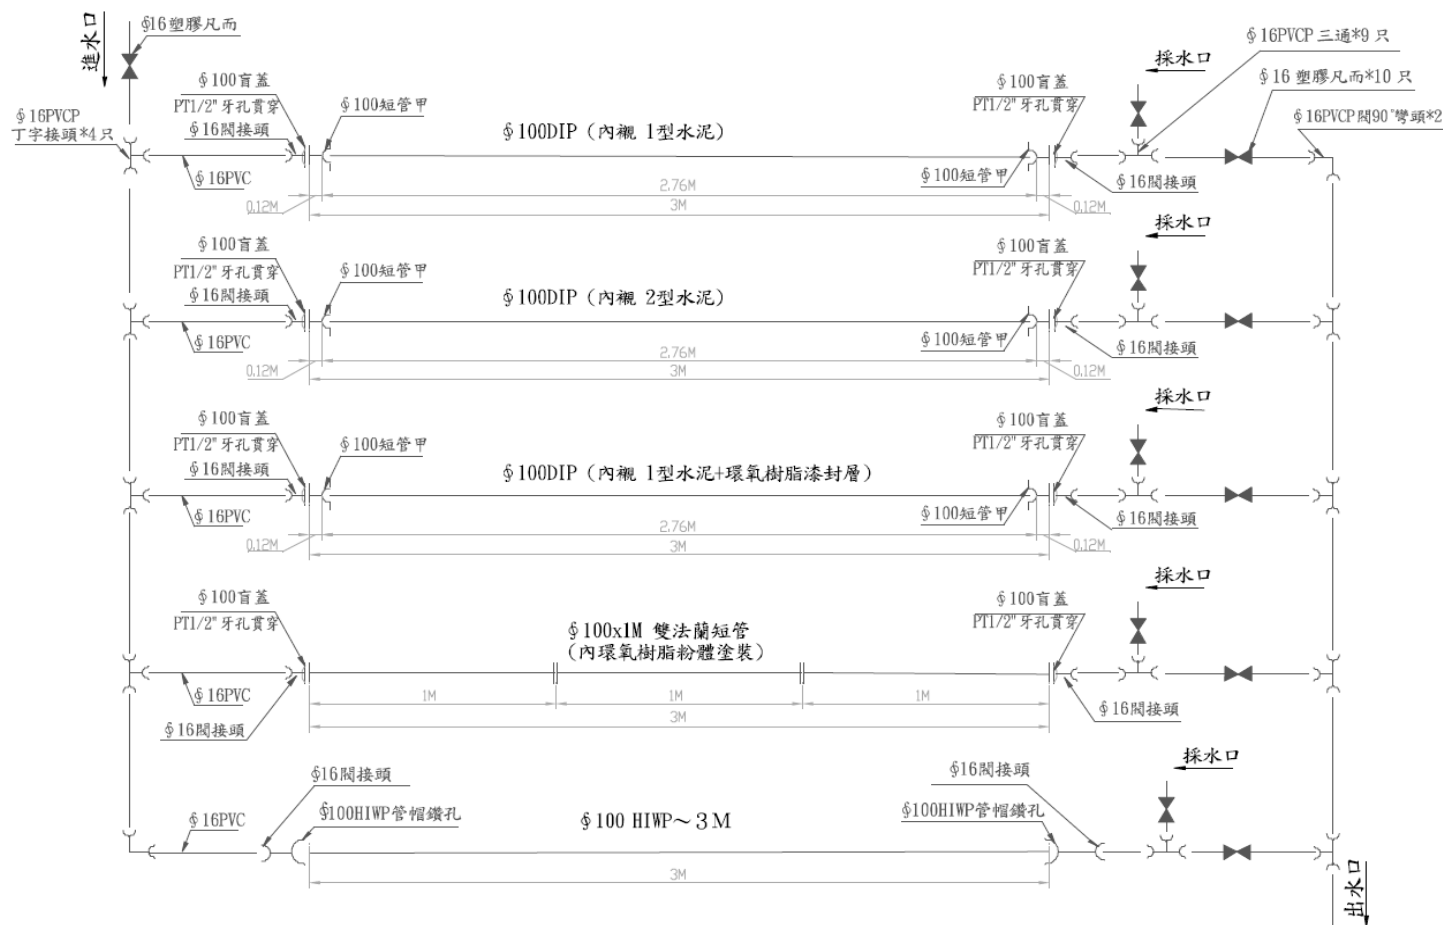 進水口
∮16塑膠凡而
∮16PVCP
丁字接頭*4只
∮100盲蓋
PT1/2"牙孔貫穿
∮16閥接頭
∮100短管甲
∮16PVC
∮100DIP (內襯 1型水泥)
∮100盲蓋
PT1/2"牙孔貫穿
∮100短管甲
∮16閥接頭
採水口
∮16PVCP三通*9只
∮16塑膠凡而*10只
∮16PVCP閥90°彎頭*2
0.12M
2.76M
3M
0.12M
∮100盲蓋
PT1/2"牙孔貫穿
∮16閥接頭
∮100短管甲
∮16PVC
∮100DIP (內襯 2型水泥)
∮100盲蓋
PT1/2"牙孔貫穿
∮100短管甲
∮16閥接頭
採水口
0.12M
2.76M
3M
0.12M
∮100盲蓋
PT1/2"牙孔貫穿
∮16閥接頭
∮100短管甲
∮16PVC
∮100DIP (內襯 1型水泥+環氧樹脂漆封層)
∮100盲蓋
PT1/2"牙孔貫穿
∮100短管甲
∮16閥接頭
採水口
0.12M
2.76M
3M
0.12M
∮100盲蓋
PT1/2"牙孔貫穿
∮16PVC
∮16閥接頭
∮100x1M 雙法蘭短管
(內環氧樹脂粉體塗裝)
∮100盲蓋
PT1/2"牙孔貫穿
∮16閥接頭
採水口
1M
1M
1M
3M
∮16PVC
∮16閥接頭
∮100HIWP管帽鑽孔
∮100 HIWP～3M
∮16閥接頭
∮100HIWP管帽鑽孔
採水口
3M
出水口